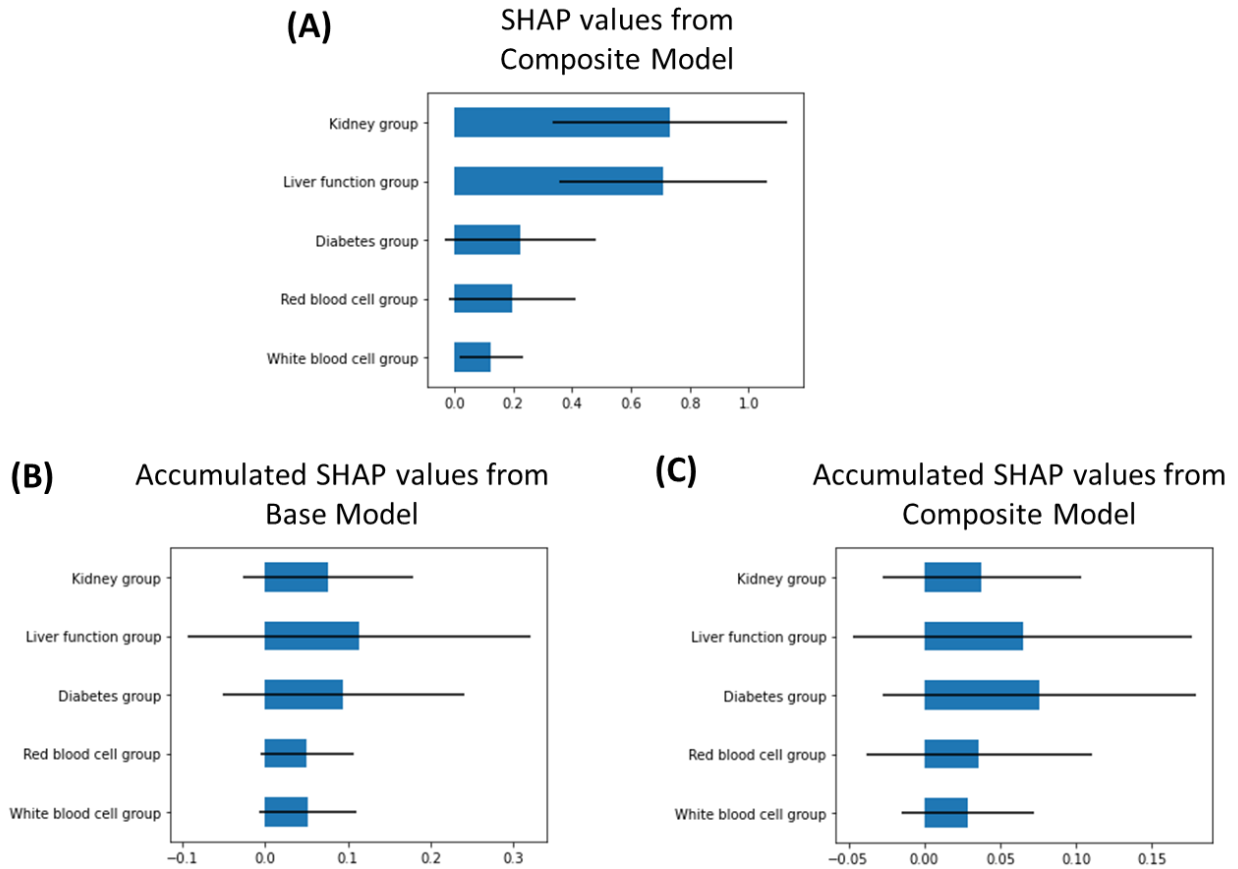 (A)
SHAP values from
Composite Model
Kidney group
Liver function group
Diabetes group
Red blood cell group
White blood cell group
0.0 0.2 0.4 0.6 0.8 1.0
(B)
Accumulated SHAP values from
Base Model
Kidney group
Liver function group
Diabetes group
Red blood cell group
White blood cell group
−0.1 0.0 0.1 0.2 0.3
(C)
Accumulated SHAP values from
Composite Model
Kidney group
Liver function group
Diabetes group
Red blood cell group
White blood cell group
−0.05 0.00 0.05 0.10 0.15